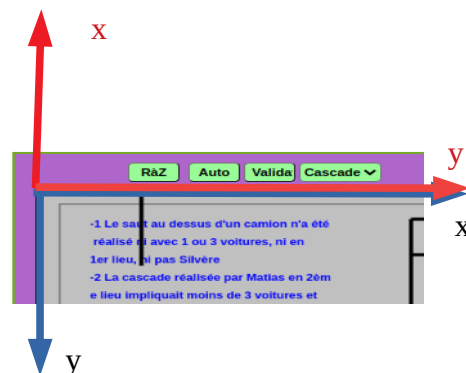 x
y
RàZ Auto Valida Cascade
x
-1 Le saut au dessus d'un camion n'a été
réalisé ni avec 1 ou 3 voitures, ni en
1er lieu, ni pas Silvère
-2 La cascade réalisée par Matias en 2èm
e lieu impliquait moins de 3 voitures et
y